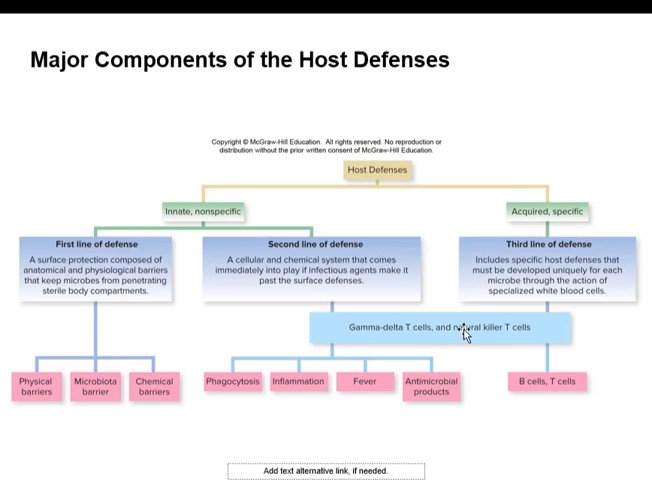 Major Components of the Host Defenses
Copyright © McGraw-Hill Education. All rights reserved. No reproduction or
distribution without the prior written consent of McGraw-Hill Education.
Host Defenses
Innate, nonspecific
Acquired, specific
First line of defense
A surface protection composed of
anatomical and physiological barriers
that keep microbes from penetrating
sterile body compartments.
Second line of defense
A cellular and chemical system that comes
immediately into play if infectious agents make it
past the surface defenses.
Third line of defense
Includes specific host defenses that
must be developed uniquely for each
microbe through the action of
specialized white blood cells.
Gamma-delta T cells, and natural killer T cells
Physical
barriers
Microbiota
barrier
Chemical
barriers
Phagocytosis
Inflammation
Fever
Antimicrobial
products
B cells, T cells
Add text alternative link, if needed.